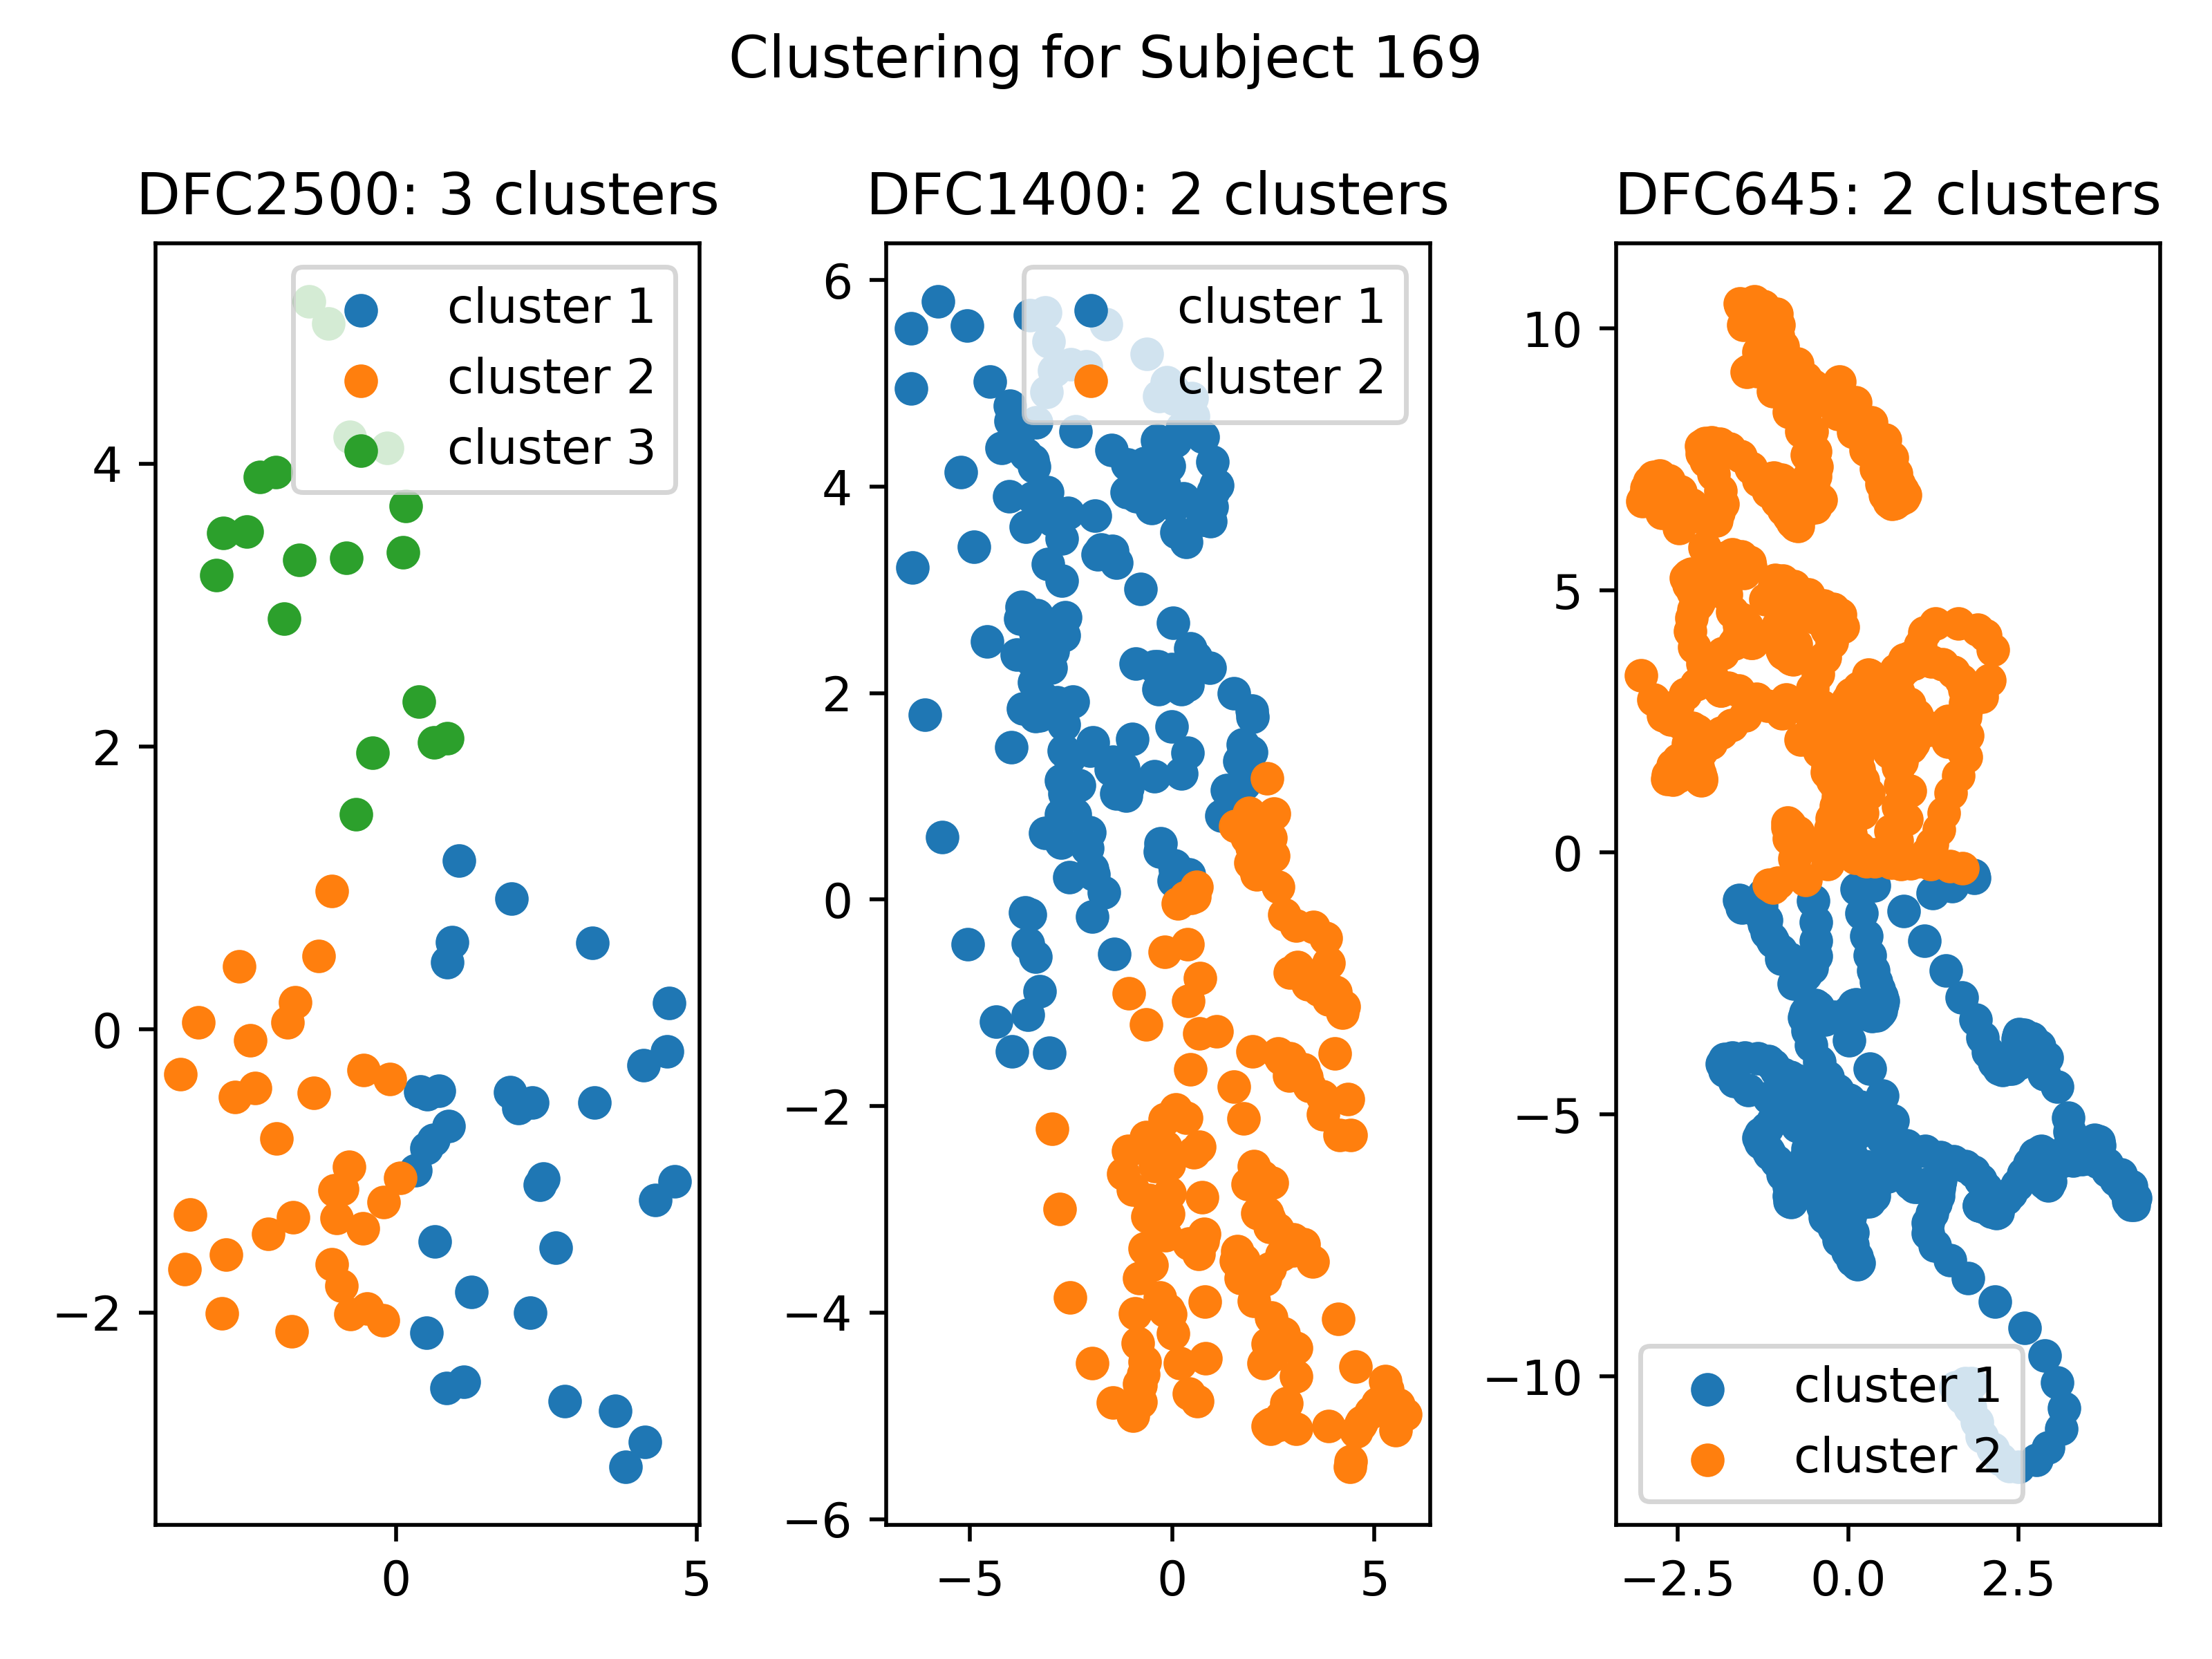 Clustering for Subject 169
DFC2500: 3 clusters
cluster 1
cluster 2
cluster 3
4
2
0
−2
0
5
DFC1400: 2 clusters
cluster 1
cluster 2
6
4
2
0
−2
−4
−6
−5
0
5
DFC645: 2 clusters
10
5
0
−5
−10
cluster 1
cluster 2
−2.5
0.0
2.5